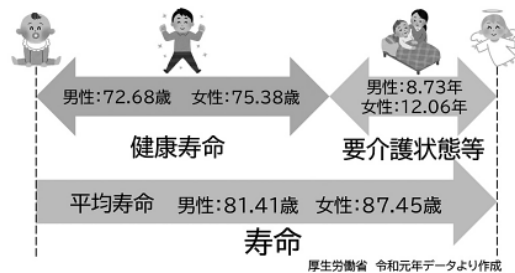 男性:72.68歳 女性:75.38歳
男性:8.73年
女性:12.06年
健康寿命
要介護状態等
平均寿命 男性:81.41歳 女性:87.45歳
寿命
厚生労働省 令和元年データより作成